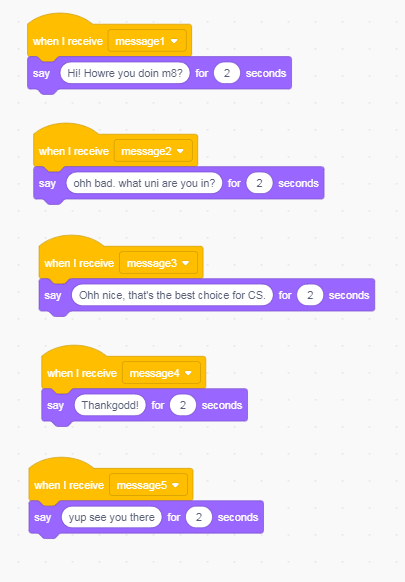 when I receive message1
say Hi! Howre you doin m8? for 2 seconds
when I receive message2
say ohh bad. what uni are you in? for 2 seconds
when I receive message3
say Ohh nice, that's the best choice for CS. for 2 seconds
when I receive message4
say Thankgodd! for 2 seconds
when I receive message5
say yup see you there for 2 seconds